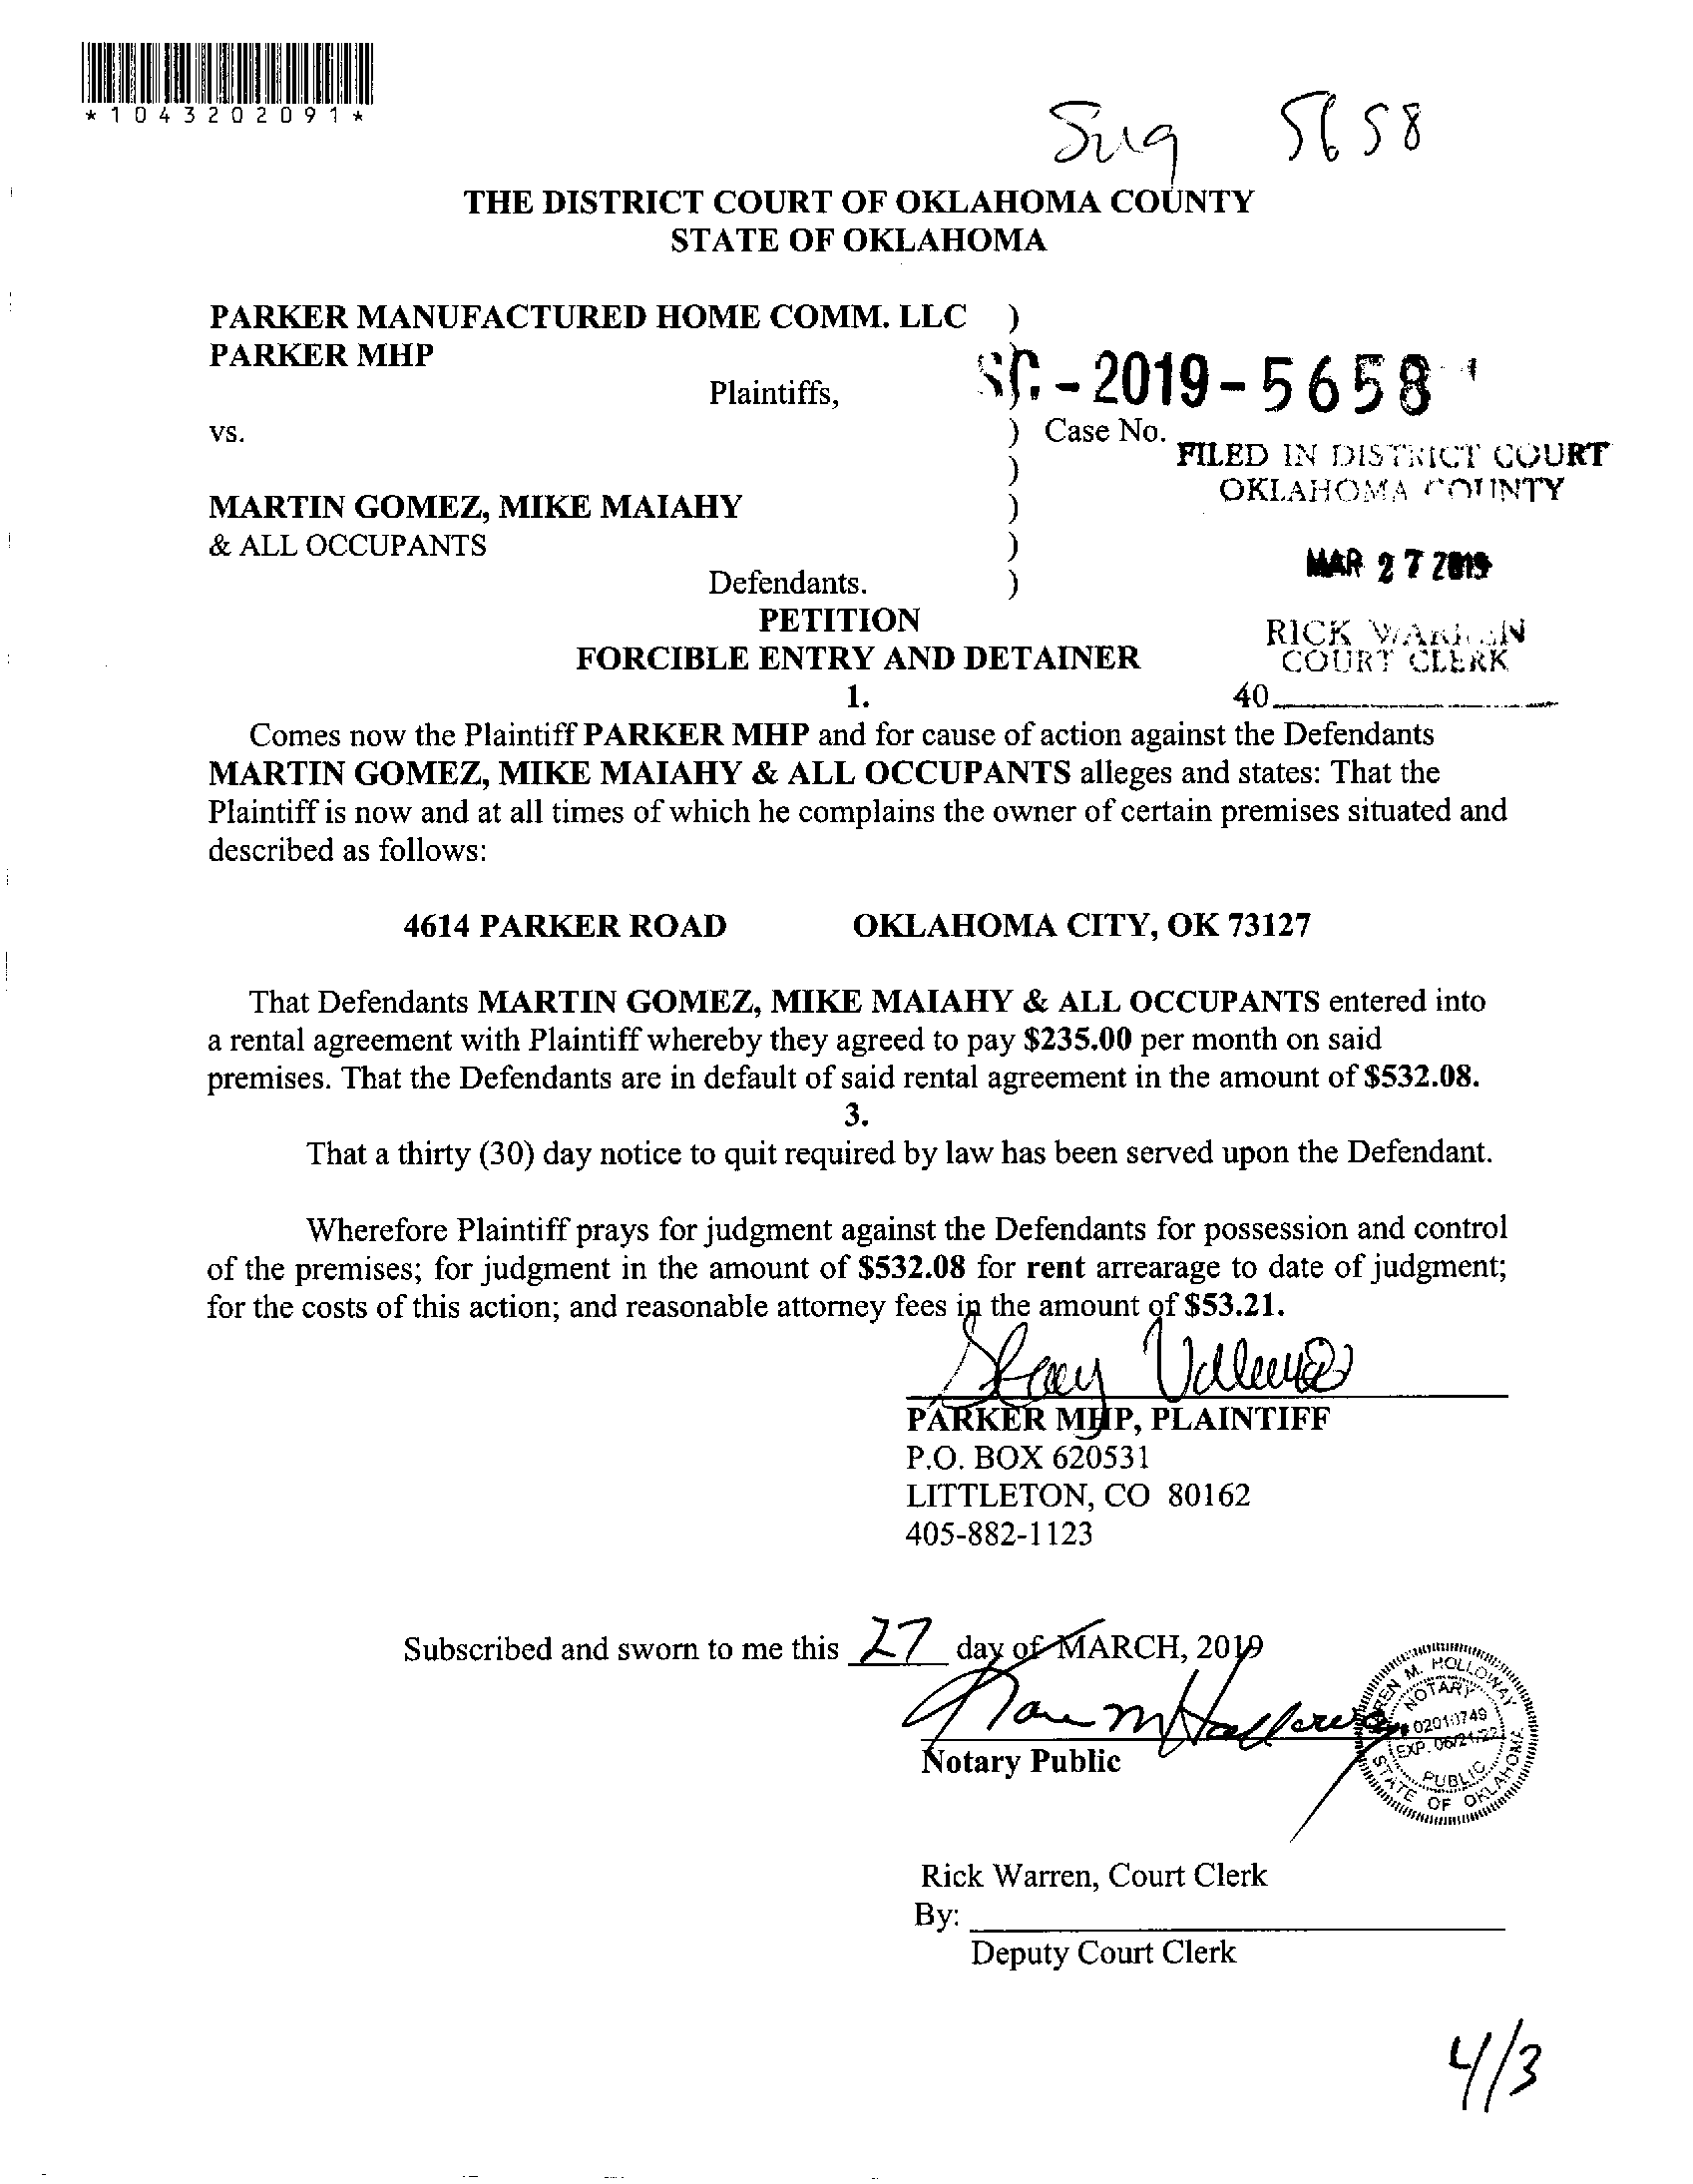 *1043202091*
5658
THE DISTRICT COURT OF OKLAHOMA COUNTY
STATE OF OKLAHOMA
PARKER MANUFACTURED HOME COMM. LLC )
PARKER MHP
Plaintiffs, )
SC-2019-5658
vs. ) Case No.
)
FILED IN DISTRICT COURT
OKLAHOMA COUNTY
MARTIN GOMEZ, MIKE MAIAHY )
& ALL OCCUPANTS )
MAR 27 2019
Defendants. )
PETITION
RICK WARREN
FORCIBLE ENTRY AND DETAINER
COURT CLERK
1.
40
Comes now the Plaintiff PARKER MHP and for cause of action against the Defendants
MARTIN GOMEZ, MIKE MAIAHY & ALL OCCUPANTS alleges and states: That the
Plaintiff is now and at all times of which he complains the owner of certain premises situated and
described as follows:
4614 PARKER ROAD OKLAHOMA CITY, OK 73127
That Defendants MARTIN GOMEZ, MIKE MAIAHY & ALL OCCUPANTS entered into
a rental agreement with Plaintiff whereby they agreed to pay $235.00 per month on said
premises. That the Defendants are in default of said rental agreement in the amount of $532.08.
3.
That a thirty (30) day notice to quit required by law has been served upon the Defendant.
Wherefore Plaintiff prays for judgment against the Defendants for possession and control
of the premises; for judgment in the amount of $532.08 for rent arrearage to date of judgment;
for the costs of this action; and reasonable attorney fees in the amount of $53.21.
PARKER MHP, PLAINTIFF
P.O. BOX 620531
LITTLETON, CO 80162
405-882-1123
Subscribed and sworn to me this 27 day of MARCH, 2019
M. HOLLOWAY
NOTARY
EXP. 06/21/22
PUBLIC
STATE OF OKLAHOMA
Notary Public
Rick Warren, Court Clerk
By:
Deputy Court Clerk
4/3